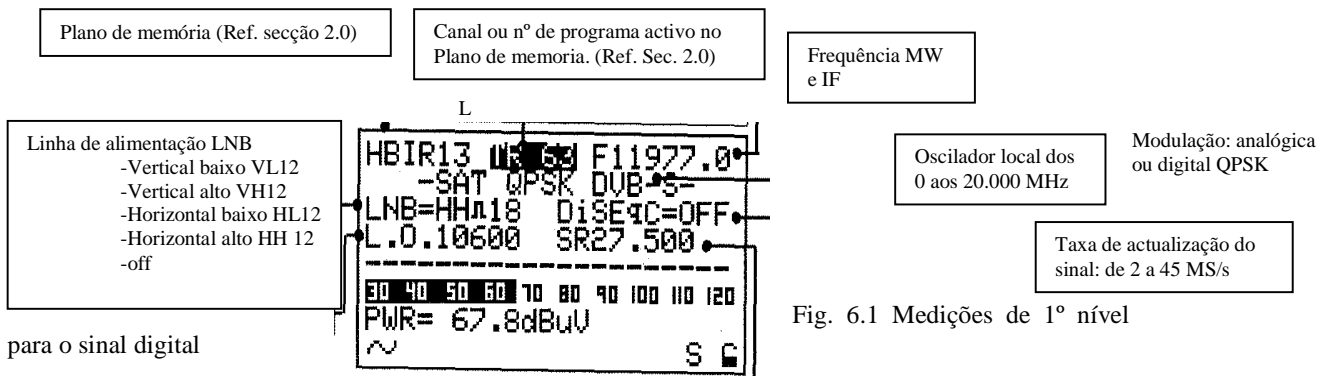 Plano de memória (Ref. secção 2.0)
Canal ou nº de programa activo no
Plano de memoria. (Ref. Sec. 2.0)
Frequência MW
e IF
L
Linha de alimentação LNB
-Vertical baixo VL12
-Vertical alto VH12
-Horizontal baixo HL12
-Horizontal alto HH 12
-off
Oscilador local dos
0 aos 20.000 MHz
Modulação: analógica
ou digital QPSK
Taxa de actualização do
sinal: de 2 a 45 MS/s
HBIR13 F11977.0
-SAT QPSK DVB-S-
LNB=HH 18 DiSEqC=OFF
L.O.10600 SR27.500
30 40 50 60 70 80 90 100 110 120
PWR= 67.8dBuV
S
Fig. 6.1 Medições de 1º nível
para o sinal digital